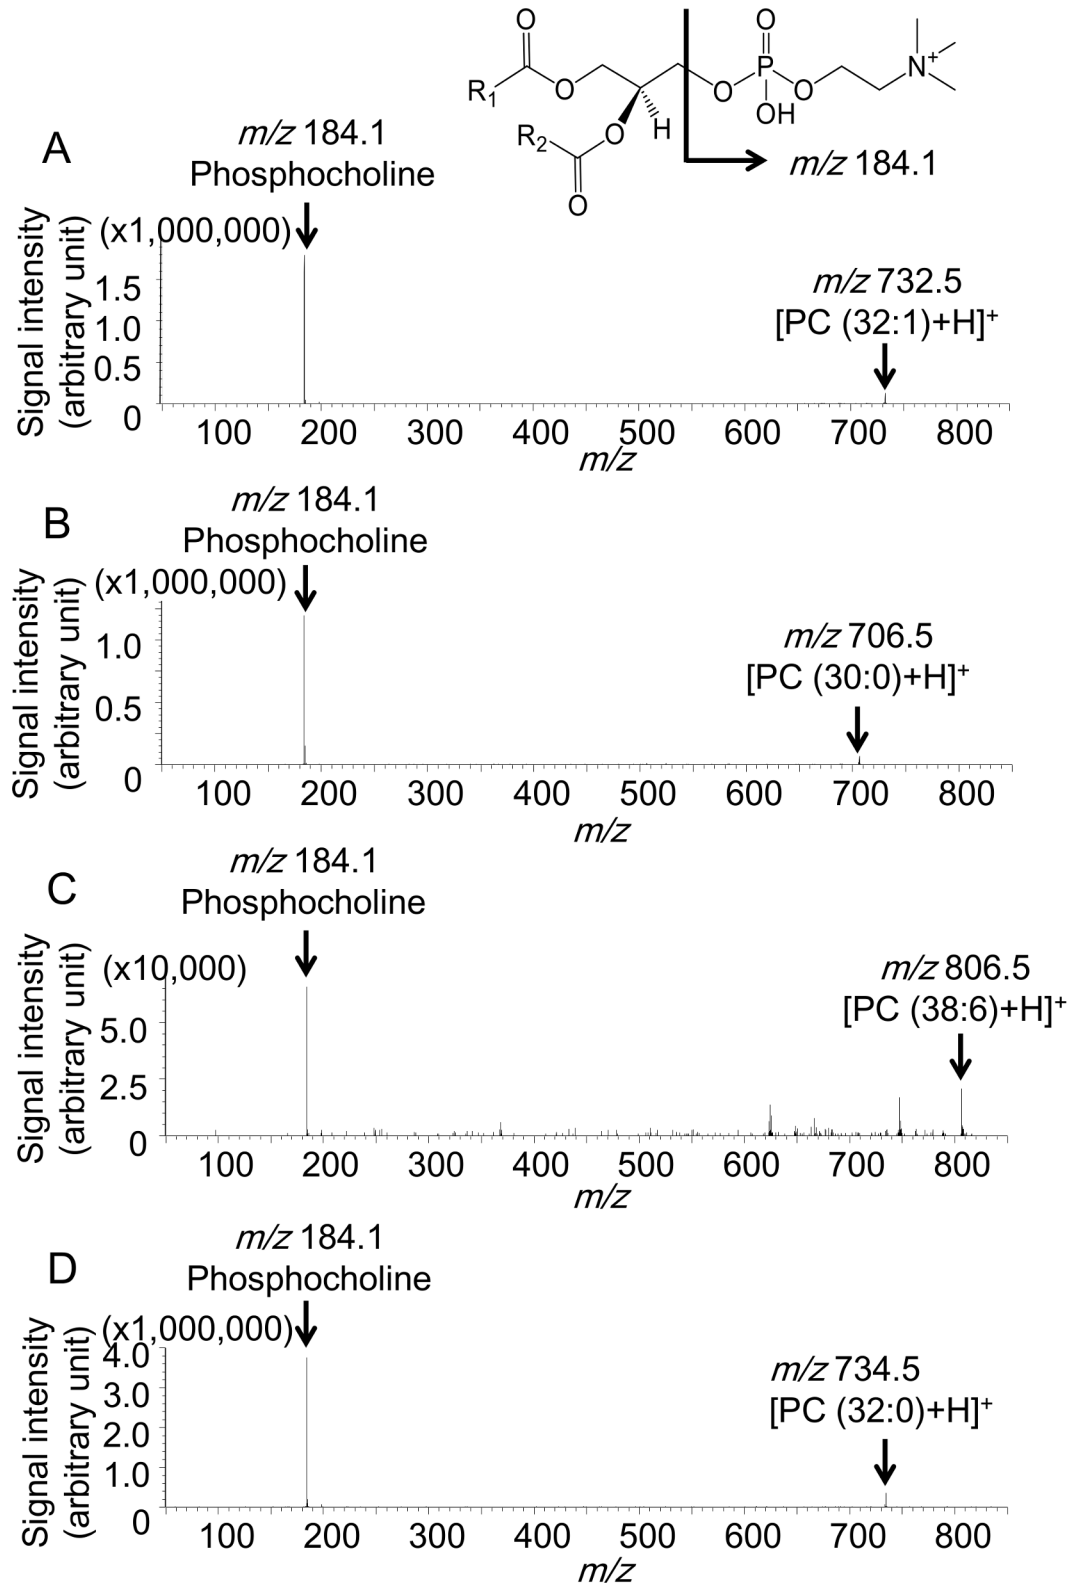 O
O
P
N+
R1
O
O
O
OH
R2
O
H
O
m/z 184.1
A
m/z 184.1
Phosphocholine
(x1,000,000)
Signal intensity
(arbitrary unit)
1.5
1.0
0.5
0
m/z 732.5
[PC (32:1)+H]+
100 200 300 400 500 600 700 800
m/z
B
m/z 184.1
Phosphocholine
(x1,000,000)
Signal intensity
(arbitrary unit)
1.0
0.5
0
m/z 706.5
[PC (30:0)+H]+
100 200 300 400 500 600 700 800
m/z
C
m/z 184.1
Phosphocholine
(x10,000)
Signal intensity
(arbitrary unit)
5.0
2.5
0
m/z 806.5
[PC (38:6)+H]+
100 200 300 400 500 600 700 800
m/z
D
m/z 184.1
Phosphocholine
(x1,000,000)
Signal intensity
(arbitrary unit)
4.0
3.0
2.0
1.0
0
m/z 734.5
[PC (32:0)+H]+
100 200 300 400 500 600 700 800
m/z